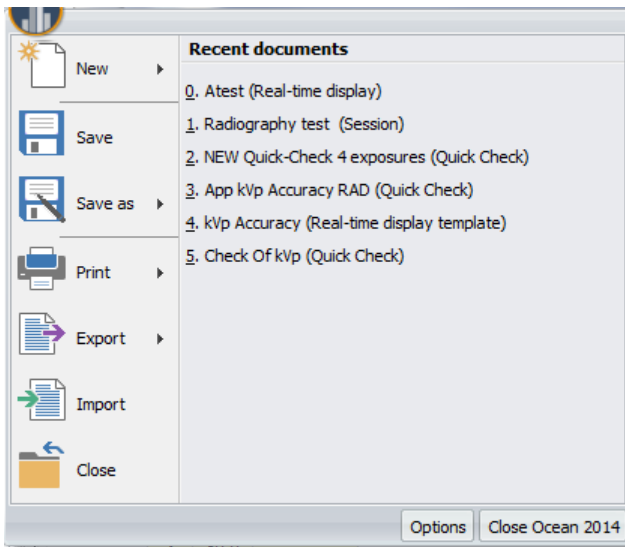 New
Save
Save as
Print
Export
Import
Close
Recent documents
0. Atest (Real-time display)
1. Radiography test (Session)
2. NEW Quick-Check 4 exposures (Quick Check)
3. App kVp Accuracy RAD (Quick Check)
4. kVp Accuracy (Real-time display template)
5. Check Of kVp (Quick Check)
Options
Close Ocean 2014